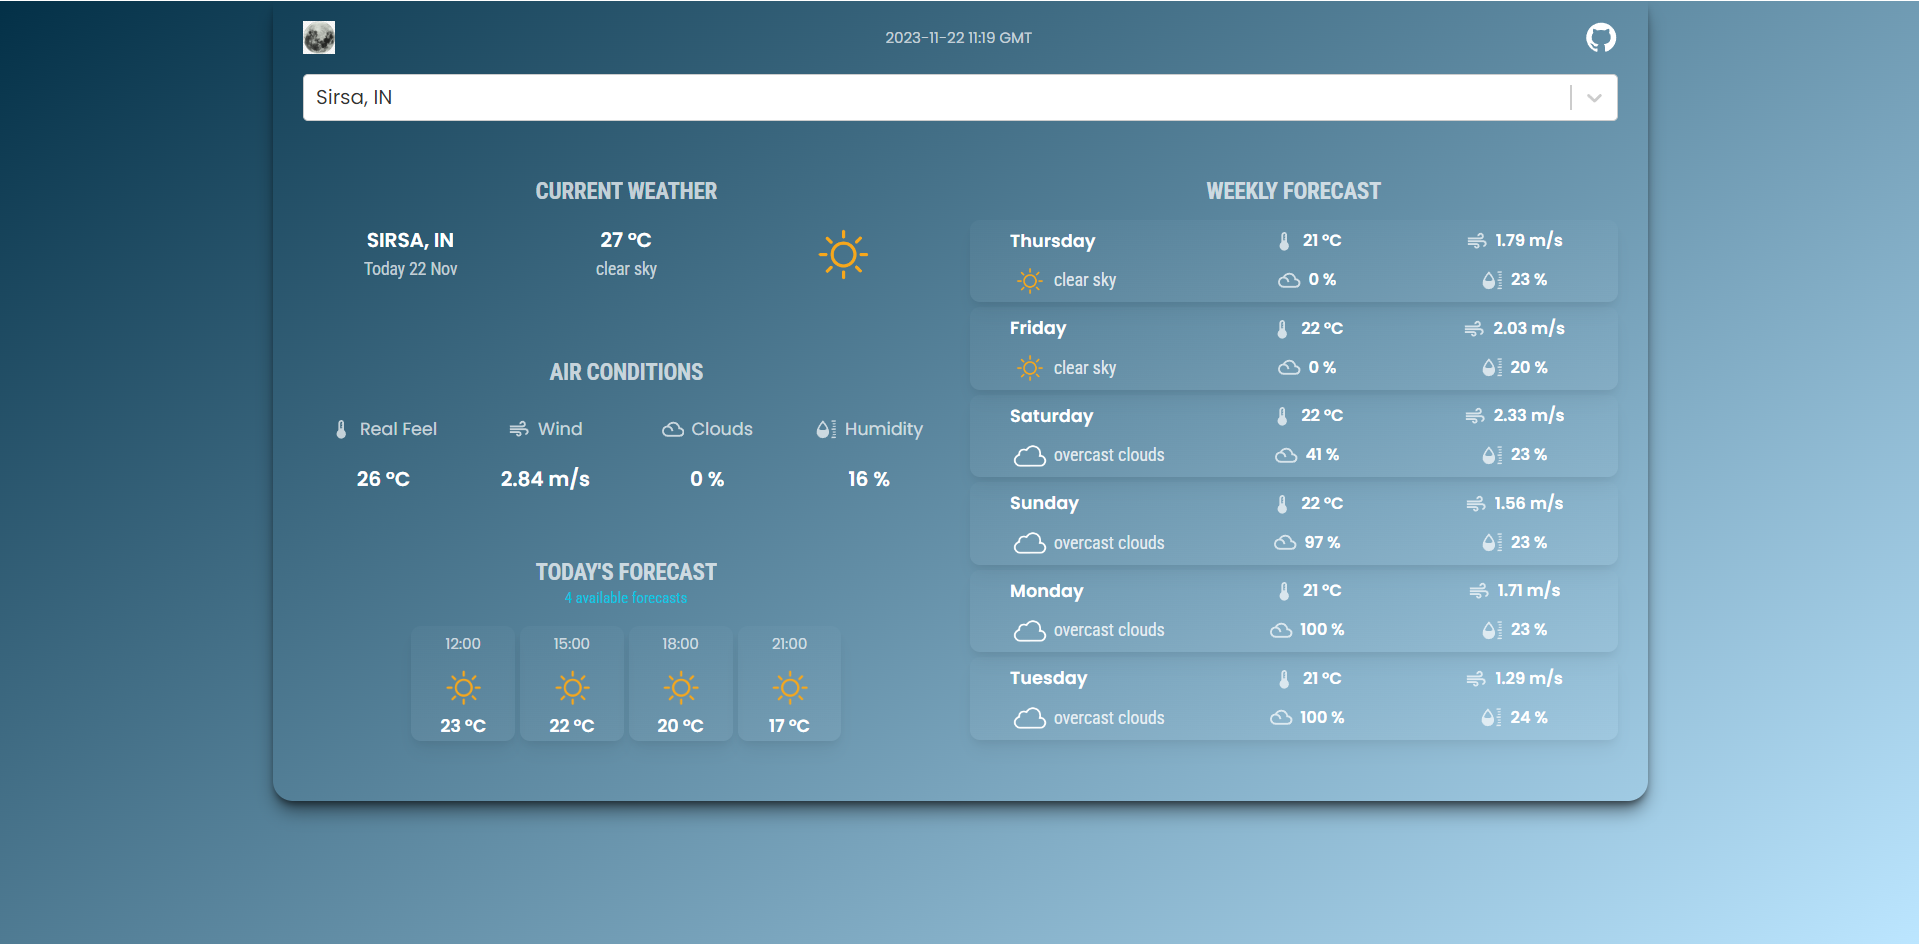 2023-11-22 11:19 GMT
Sirsa, IN
CURRENT WEATHER
SIRSA, IN
Today 22 Nov
27 °C
clear sky
AIR CONDITIONS
Real Feel
26 °C
Wind
2.84 m/s
Clouds
0 %
Humidity
16 %
TODAY'S FORECAST
4 available forecasts
12:00
23 °C
15:00
22 °C
18:00
20 °C
21:00
17 °C
WEEKLY FORECAST
Thursday 21 °C 1.79 m/s
clear sky 0 % 23 %
Friday 22 °C 2.03 m/s
clear sky 0 % 20 %
Saturday 22 °C 2.33 m/s
overcast clouds 41 % 23 %
Sunday 22 °C 1.56 m/s
overcast clouds 97 % 23 %
Monday 21 °C 1.71 m/s
overcast clouds 100 % 23 %
Tuesday 21 °C 1.29 m/s
overcast clouds 100 % 24 %